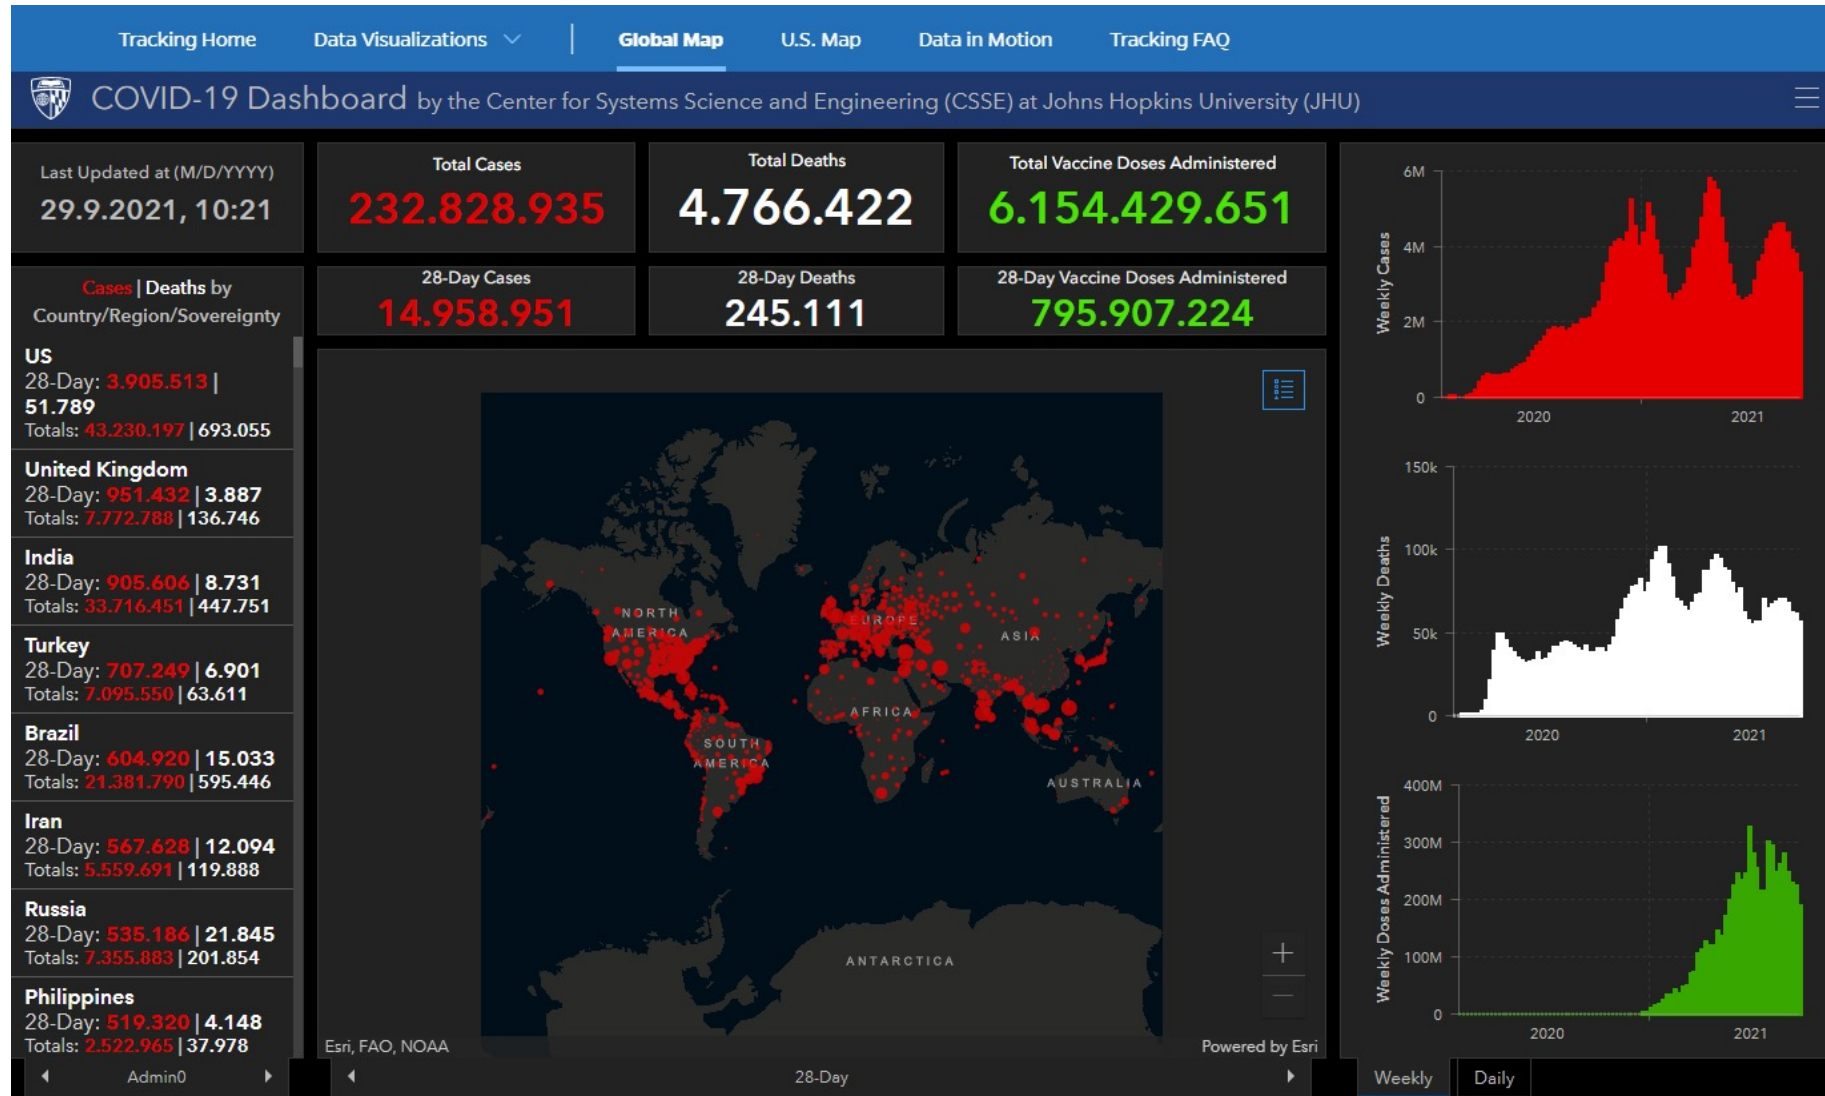 Tracking Home Data Visualizations Global Map U.S. Map Data in Motion Tracking FAQ
COVID-19 Dashboard by the Center for Systems Science and Engineering (CSSE) at Johns Hopkins University (JHU)
Last Updated at (M/D/YYYY)
29.9.2021, 10:21
Total Cases
232.828.935
Total Deaths
4.766.422
Total Vaccine Doses Administered
6.154.429.651
28-Day Cases
14.958.951
28-Day Deaths
245.111
28-Day Vaccine Doses Administered
795.907.224
Cases | Deaths by
Country/Region/Sovereignty
US
28-Day: 3.905.513 |
51.789
Totals: 43.230.197 | 693.055
United Kingdom
28-Day: 951.432 | 3.887
Totals: 7.772.788 | 136.746
India
28-Day: 905.606 | 8.731
Totals: 33.716.451 | 447.751
Turkey
28-Day: 707.249 | 6.901
Totals: 7.095.550 | 63.611
Brazil
28-Day: 604.920 | 15.033
Totals: 21.381.790 | 595.446
Iran
28-Day: 567.628 | 12.094
Totals: 5.559.691 | 119.888
Russia
28-Day: 535.186 | 21.845
Totals: 7.355.883 | 201.854
Philippines
28-Day: 519.320 | 4.148
Totals: 2.522.965 | 37.978
Admin0
NORTH
AMERICA
EUROPE
ASIA
AFRICA
SOUTH
AMERICA
AUSTRALIA
ANTARCTICA
Esri, FAO, NOAA
Powered by Esri
28-Day
Weekly Cases
6M
4M
2M
0
2020 2021
Weekly Deaths
150k
100k
50k
0
2020 2021
Weekly Doses Administered
400M
300M
200M
100M
0
2020 2021
Weekly Daily